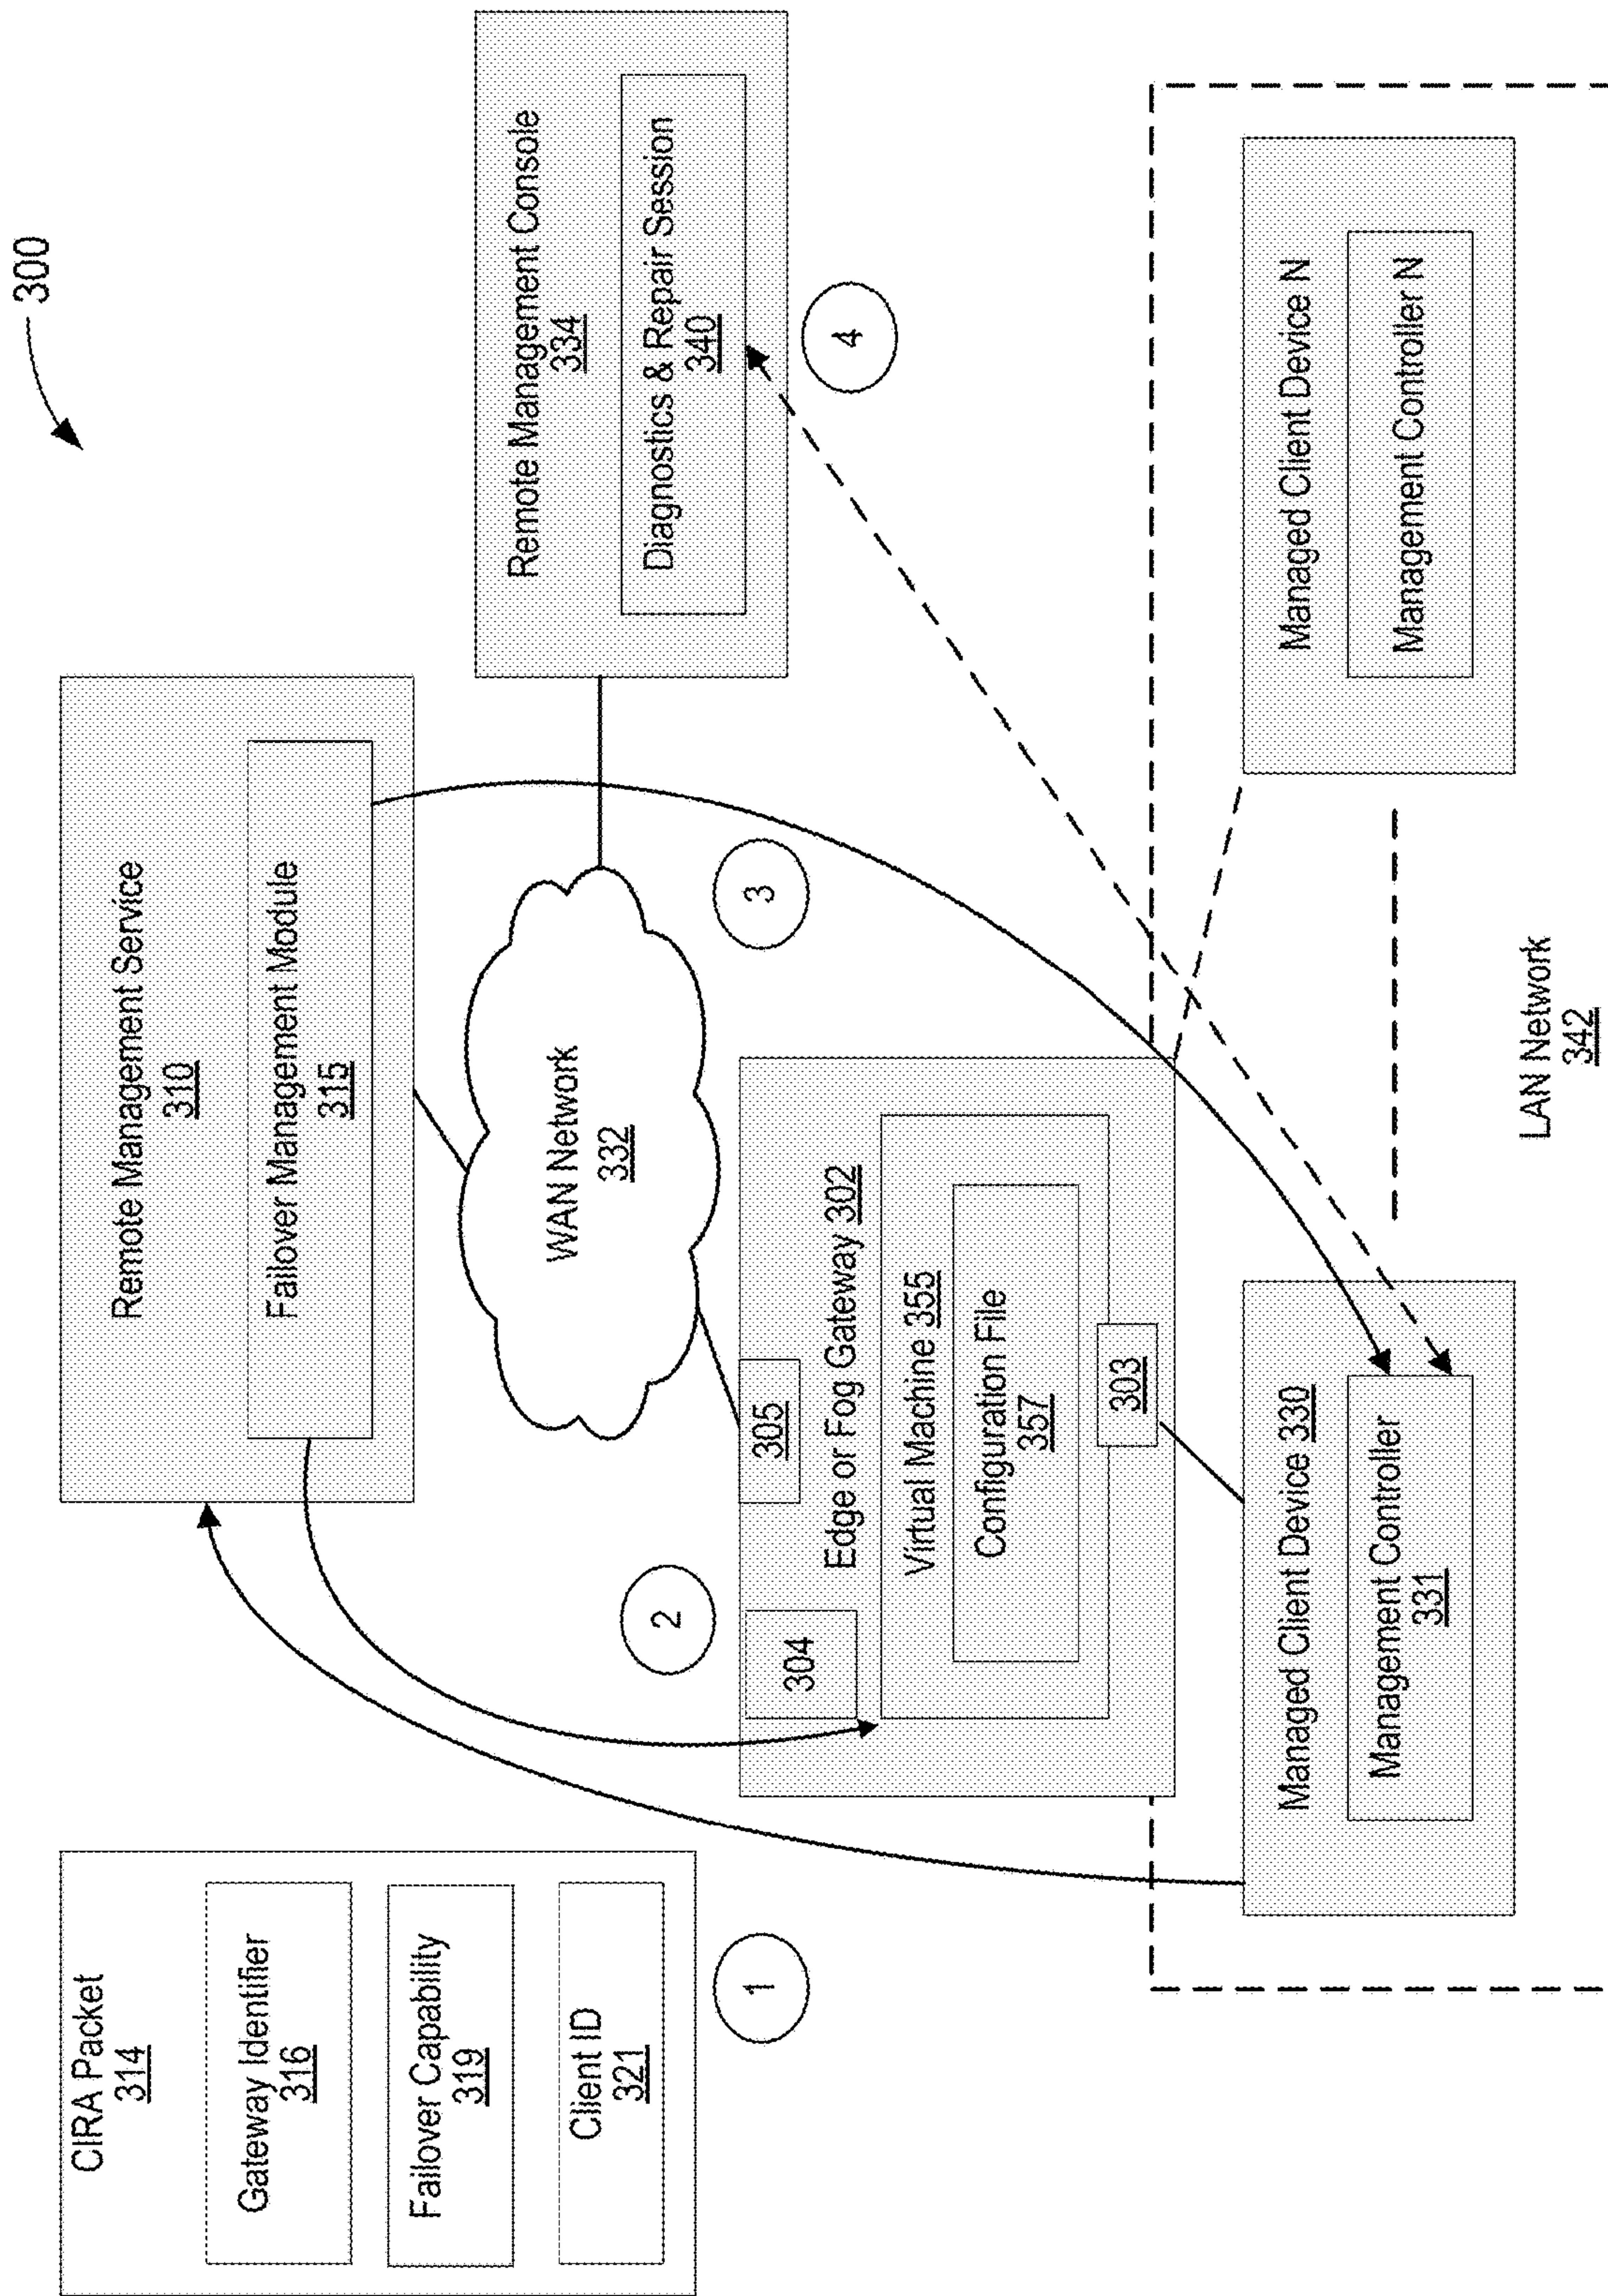 300
CIRA Packet
314
Gateway Identifier
316
Failover Capability
319
Client ID
321
1
Remote Management Service
310
Failover Management Module
315
2
WAN Network
332
3
Remote Management Console
334
Diagnostics & Repair Session
340
4
304
305
Edge or Fog Gateway 302
Virtual Machine 355
Configuration File
357
303
Managed Client Device 330
Management Controller
331
Managed Client Device N
Management Controller N
LAN Network
342